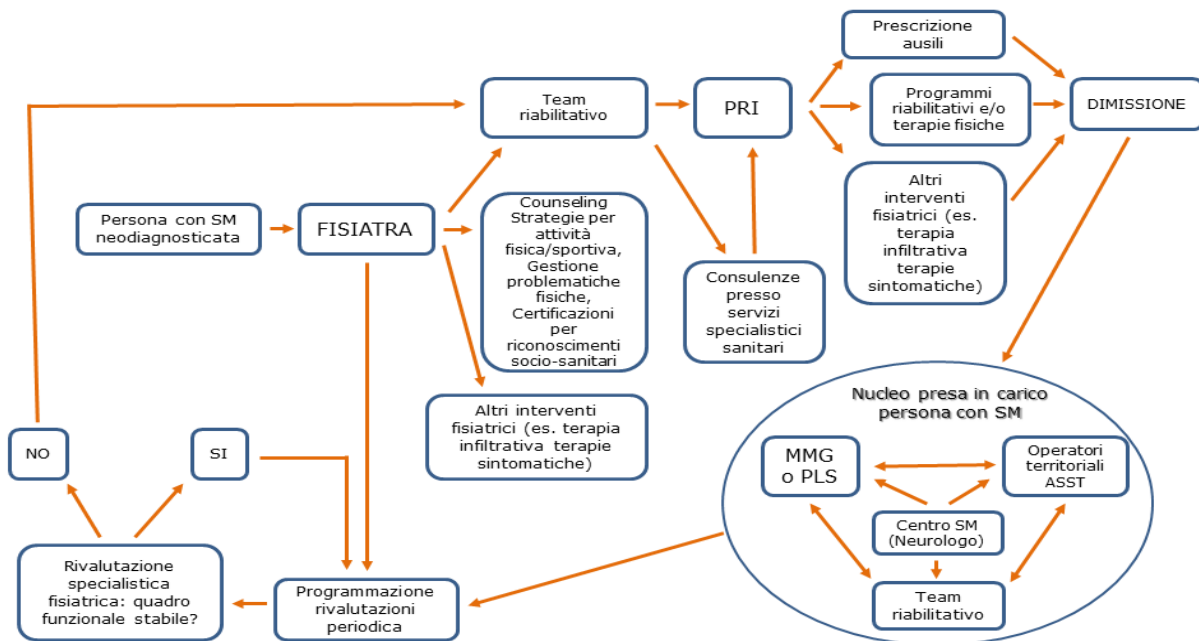 Prescrizione
ausili
Team
riabilitativo
PRI
Programmi
riabilitativi e/o
terapie fisiche
DIMISSIONE
Persona con SM
neodiagnosticata
FISIATRA
Counseling
Strategie per
attività
fisica/sportiva,
Gestione
problematiche
fisiche,
Certificazioni
per
riconoscimenti
socio-sanitari
Altri
interventi
fisiatrici (es.
terapia
infiltrativa
terapie
sintomatiche)
Consulenze
presso
servizi
specialistici
sanitari
Altri interventi
fisiatrici (es. terapia
infiltrativa terapie
sintomatiche)
NO
SI
Rivalutazione
specialistica
fisiatrica: quadro
funzionale stabile?
Programmazione
rivalutazioni
periodica
Nucleo presa in carico
persona con SM
MMG
o PLS
Operatori
territoriali
ASST
Centro SM
(Neurologo)
Team
riabilitativo